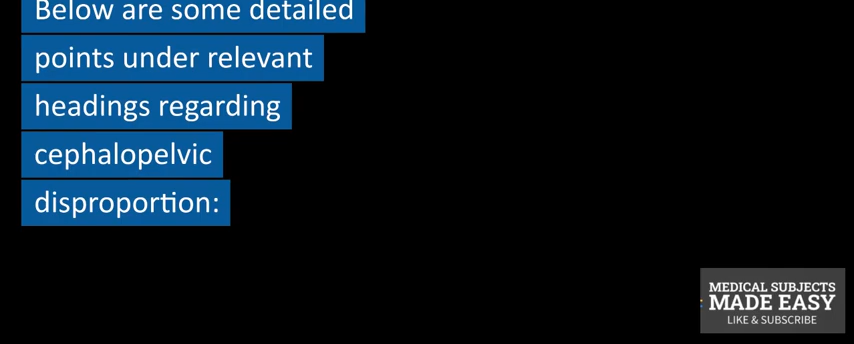 Below are some detailed
points under relevant
headings regarding
cephalopelvic
disproportion:
MEDICAL SUBJECTS
MADE EASY
LIKE & SUBSCRIBE